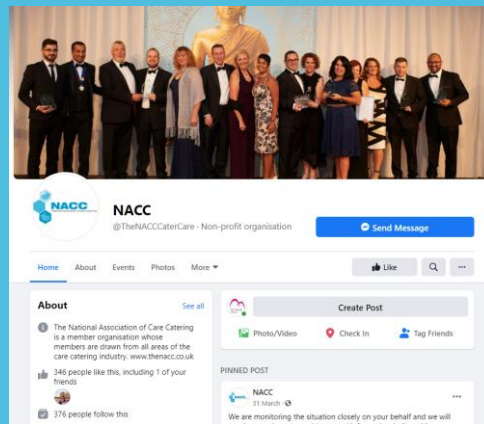 NACC
NACC
@TheNACCCaterCare · Non-profit organisation
Send Message
Home About Events Photos More
Like
About See all
The National Association of Care Catering
is a member organisation whose
members are drawn from all areas of the
care catering industry. www.thenacc.co.uk
346 people like this, including 1 of your
friends
376 people follow this
Create Post
Photo/Video Check In Tag Friends
PINNED POST
NACC
31 March ·
We are monitoring the situation closely on your behalf and we will